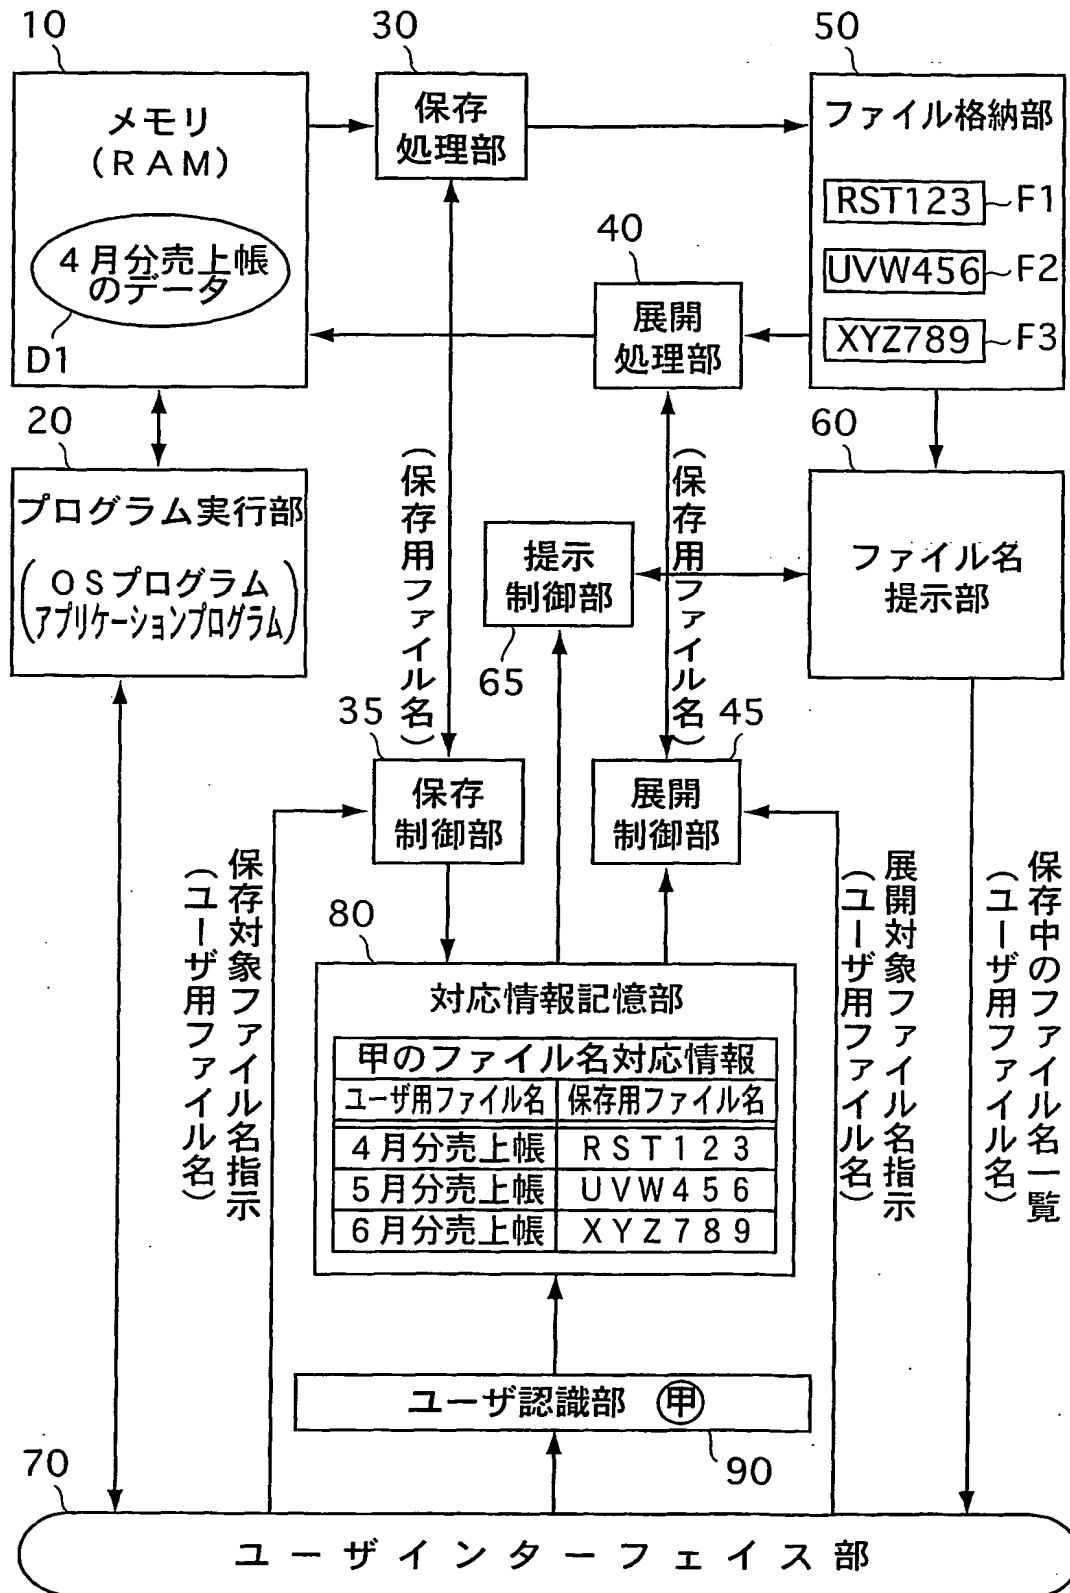 10
30
50
メモリ
(RAM)
4月分売上帳
のデータ
D1
保存
処理部
ファイル格納部
RST123
F1
UVW456
F2
XYZ789
F3
40
展開
処理部
20
プログラム実行部
(OSプログラム
アプリケーションプログラム)
(保存用ファイル名)
(保存用ファイル名)
60
ファイル名
提示部
提示
制御部
65
35
保存
制御部
45
展開
制御部
保存対象ファイル名指示
(ユーザ用ファイル名)
展開対象ファイル名指示
(ユーザ用ファイル名)
保存中のファイル名一覧
(ユーザ用ファイル名)
80
対応情報記憶部
甲のファイル名対応情報
ユーザ用ファイル名 保存用ファイル名
4月分売上帳 RST123
5月分売上帳 UVW456
6月分売上帳 XYZ789
ユーザ認識部 甲
90
70
ユーザインターフェイス部